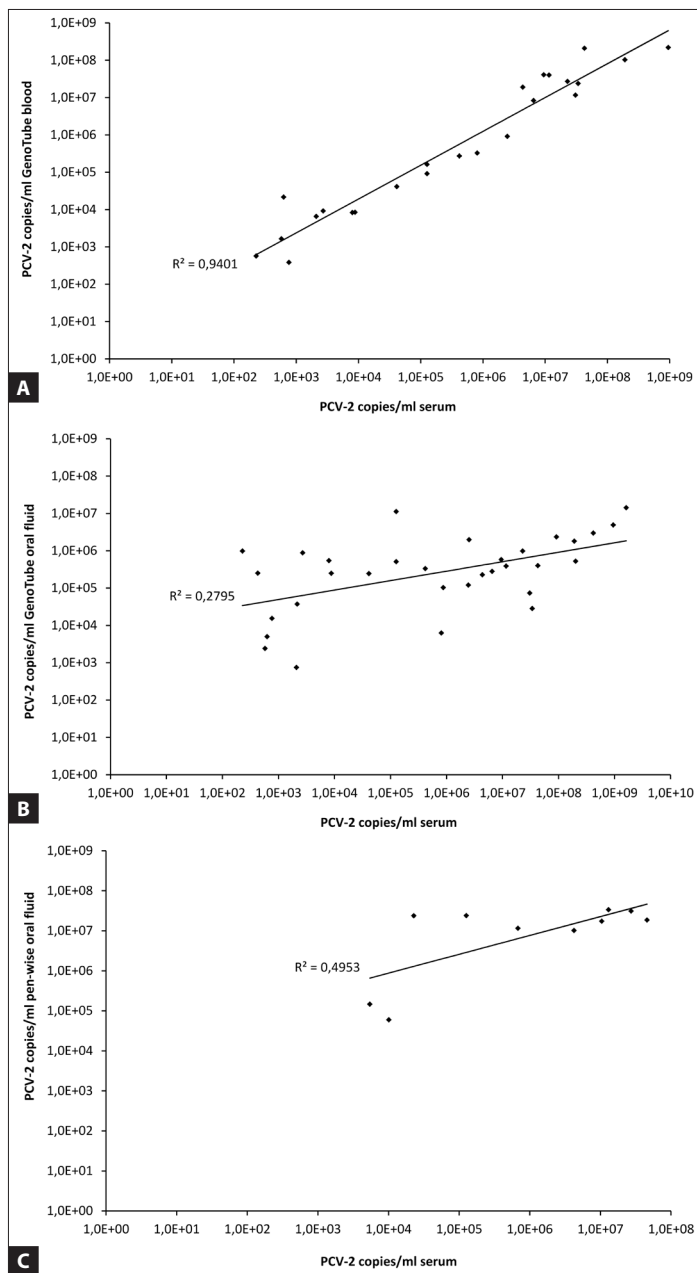 1,0E+09
1,0E+08
1,0E+07
1,0E+06
1,0E+05
1,0E+04
1,0E+03
1,0E+02
1,0E+01
1,0E+00
PCV-2 copies/ml GenoTube blood
R² = 0,9401
1,0E+00 1,0E+01 1,0E+02 1,0E+03 1,0E+04 1,0E+05 1,0E+06 1,0E+07 1,0E+08 1,0E+09
A
PCV-2 copies/ml serum
1,0E+09
1,0E+08
1,0E+07
1,0E+06
1,0E+05
1,0E+04
1,0E+03
1,0E+02
1,0E+01
1,0E+00
PCV-2 copies/ml GenoTube oral fluid
R² = 0,2795
1,0E+00 1,0E+01 1,0E+02 1,0E+03 1,0E+04 1,0E+05 1,0E+06 1,0E+07 1,0E+08 1,0E+09 1,0E+10
B
PCV-2 copies/ml serum
1,0E+09
1,0E+08
1,0E+07
1,0E+06
1,0E+05
1,0E+04
1,0E+03
1,0E+02
1,0E+01
1,0E+00
PCV-2 copies/ml pen-wise oral fluid
R² = 0,4953
1,0E+00 1,0E+01 1,0E+02 1,0E+03 1,0E+04 1,0E+05 1,0E+06 1,0E+07 1,0E+08
C
PCV-2 copies/ml serum